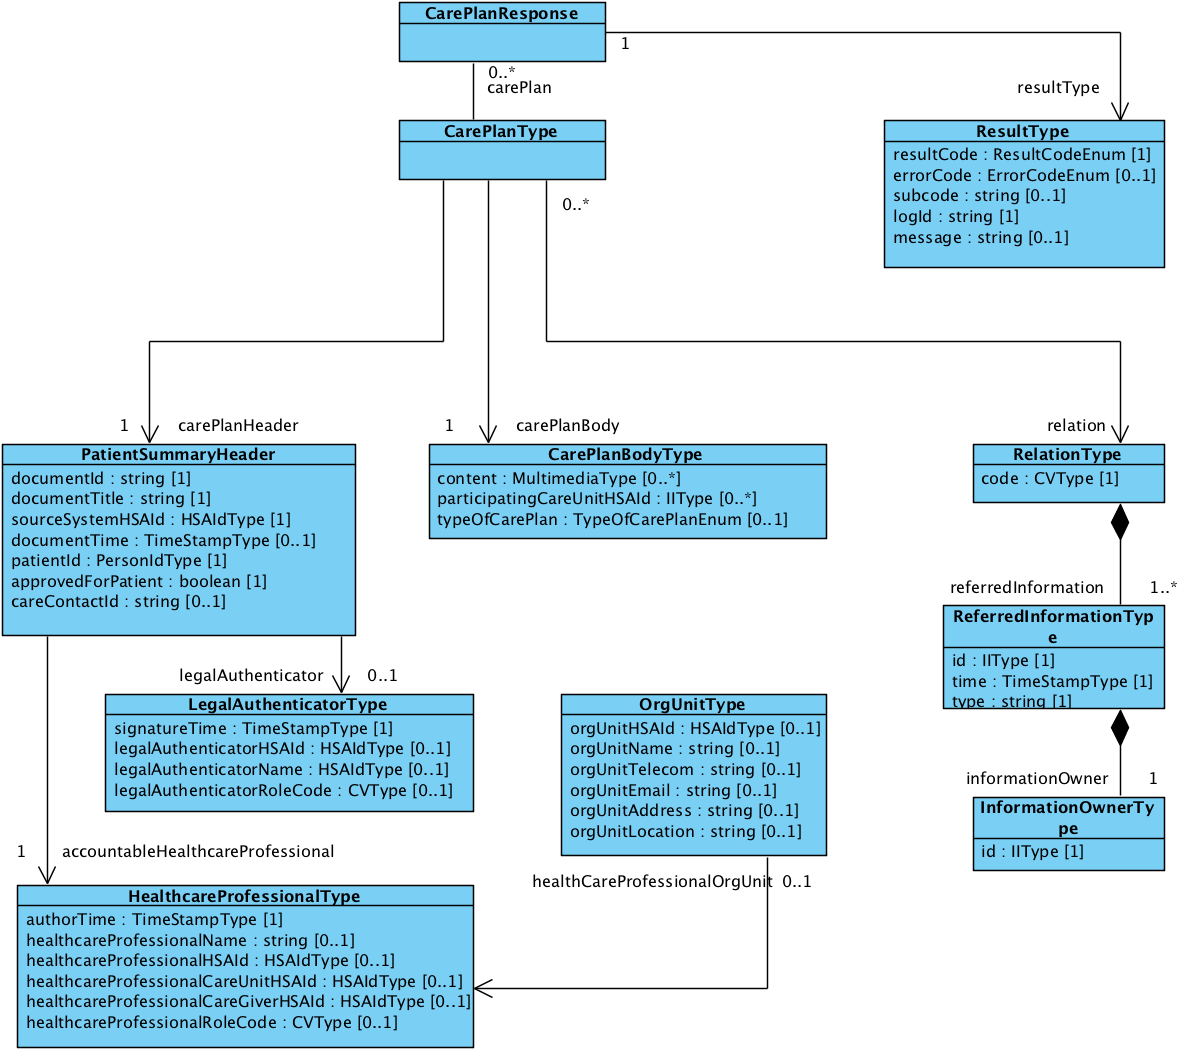 CarePlanResponse
1
0..*
carePlan
resultType
CarePlanType
ResultType
resultCode : ResultCodeEnum [1]
errorCode : ErrorCodeEnum [0..1]
subcode : string [0..1]
logId : string [1]
message : string [0..1]
0..*
1
carePlanHeader
1
carePlanBody
relation
PatientSummaryHeader
documentId : string [1]
documentTitle : string [1]
sourceSystemHSAId : HSAIdType [1]
documentTime : TimeStampType [0..1]
patientId : PersonIdType [1]
approvedForPatient : boolean [1]
careContactId : string [0..1]
CarePlanBodyType
content : MultimediaType [0..*]
participatingCareUnitHSAId : IIType [0..*]
typeOfCarePlan : TypeOfCarePlanEnum [0..1]
RelationType
code : CVType [1]
referredInformation
1..*
ReferredInformationTyp
e
id : IIType [1]
time : TimeStampType [1]
type : string [1]
legalAuthenticator
0..1
LegalAuthenticatorType
signatureTime : TimeStampType [1]
legalAuthenticatorHSAId : HSAIdType [0..1]
legalAuthenticatorName : HSAIdType [0..1]
legalAuthenticatorRoleCode : CVType [0..1]
OrgUnitType
orgUnitHSAId : HSAIdType [0..1]
orgUnitName : string [0..1]
orgUnitTelecom : string [0..1]
orgUnitEmail : string [0..1]
orgUnitAddress : string [0..1]
orgUnitLocation : string [0..1]
informationOwner
1
InformationOwnerTy
pe
id : IIType [1]
1
accountableHealthcareProfessional
healthCareProfessionalOrgUnit
0..1
HealthcareProfessionalType
authorTime : TimeStampType [1]
healthcareProfessionalName : string [0..1]
healthcareProfessionalHSAId : HSAIdType [0..1]
healthcareProfessionalCareUnitHSAId : HSAIdType [0..1]
healthcareProfessionalCareGiverHSAId : HSAIdType [0..1]
healthcareProfessionalRoleCode : CVType [0..1]